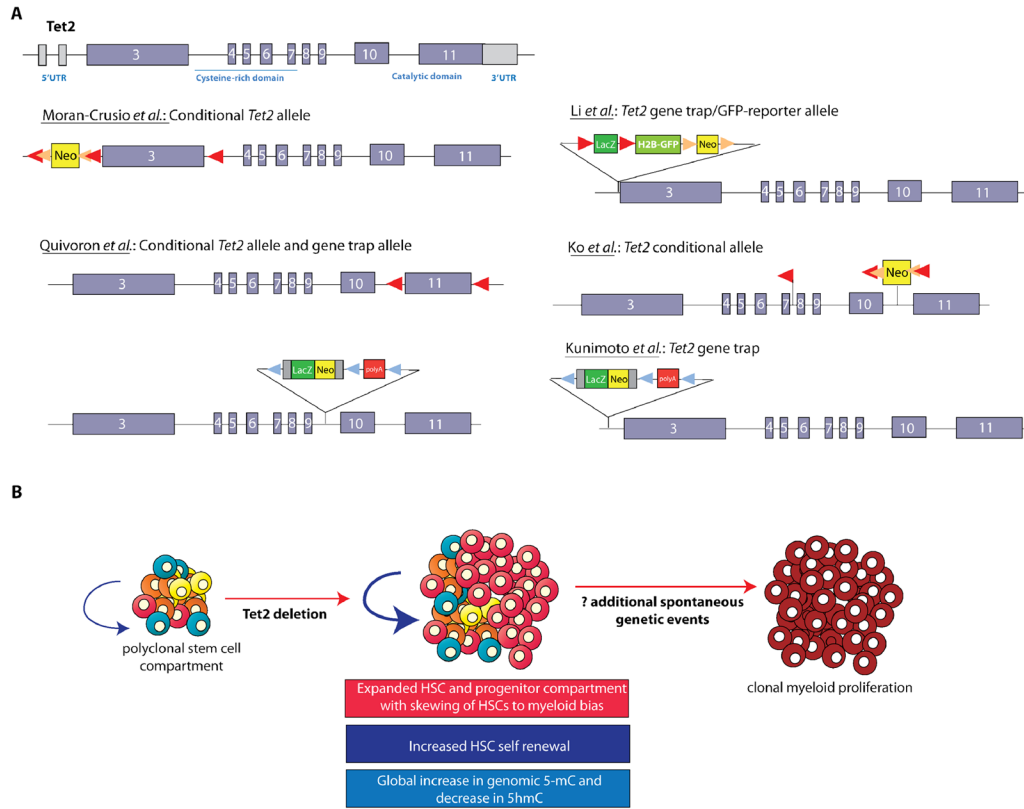 A
Tet2
3
4 5 6 7 8 9
10
11
5'UTR
Cysteine-rich domain
Catalytic domain
3'UTR
Moran-Crusio et al.: Conditional Tet2 allele
Neo
3
4 5 6 7 8 9
10
11
Li et al.: Tet2 gene trap/GFP-reporter allele
LacZ
H2B-GFP
Neo
3
4 5 6 7 8 9
10
11
Quivoron et al.: Conditional Tet2 allele and gene trap allele
3
4 5 6 7 8 9
10
11
LacZ
Neo
polyA
3
4 5 6 7 8 9
10
11
Ko et al.: Tet2 conditional allele
Neo
3
4 5 6 7 8 9
10
11
Kunimoto et al.: Tet2 gene trap
LacZ
Neo
polyA
3
4 5 6 7 8 9
10
11
B
polyclonal stem cell
compartment
Tet2 deletion
? additional spontaneous
genetic events
clonal myeloid proliferation
Expanded HSC and progenitor compartment
with skewing of HSCs to myeloid bias
Increased HSC self renewal
Global increase in genomic 5-mC and
decrease in 5hmC